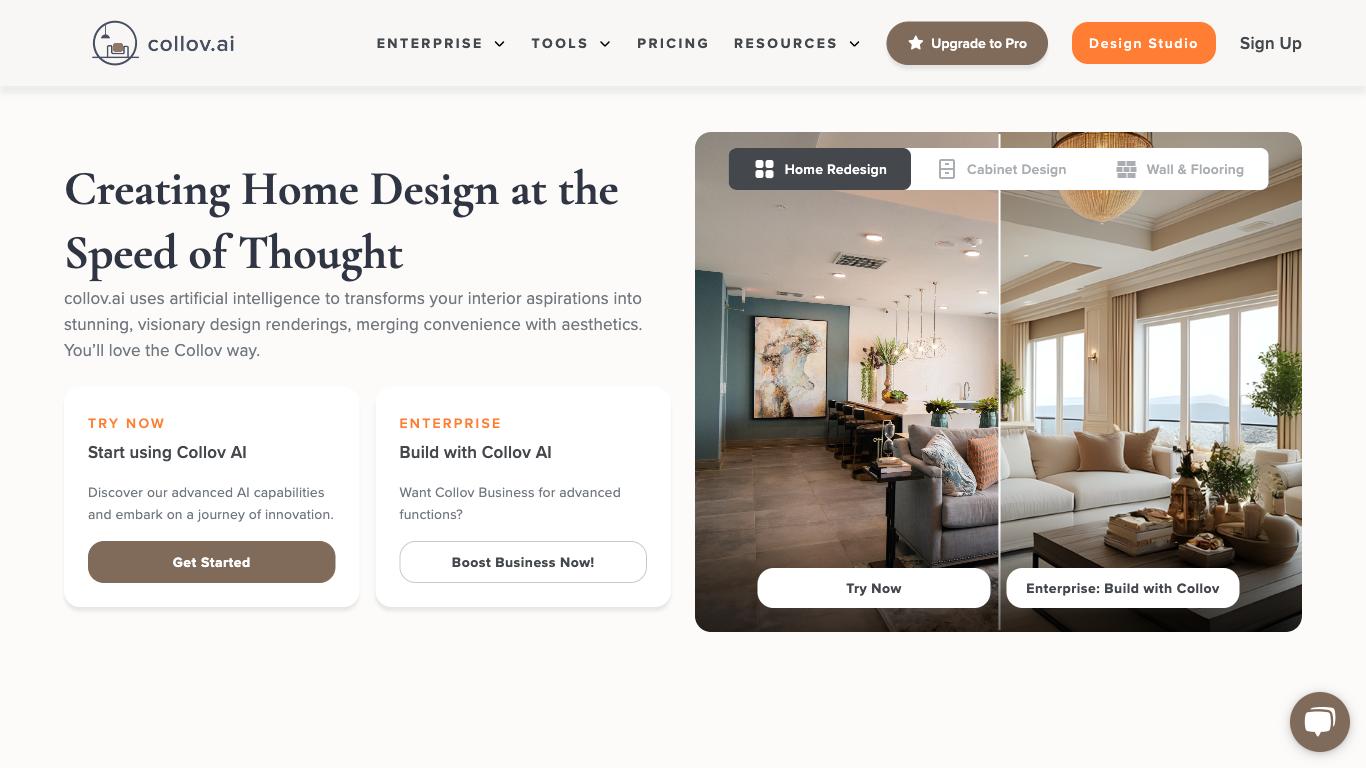 collov.ai
ENTERPRISE TOOLS PRICING RESOURCES Upgrade to Pro Design Studio Sign Up
Creating Home Design at the
Speed of Thought
collov.ai uses artificial intelligence to transforms your interior aspirations into
stunning, visionary design renderings, merging convenience with aesthetics.
You’ll love the Collov way.
TRY NOW
Start using Collov AI
Discover our advanced AI capabilities
and embark on a journey of innovation.
Get Started
ENTERPRISE
Build with Collov AI
Want Collov Business for advanced
functions?
Boost Business Now!
Home Redesign Cabinet Design Wall & Flooring
Try Now Enterprise: Build with Collov